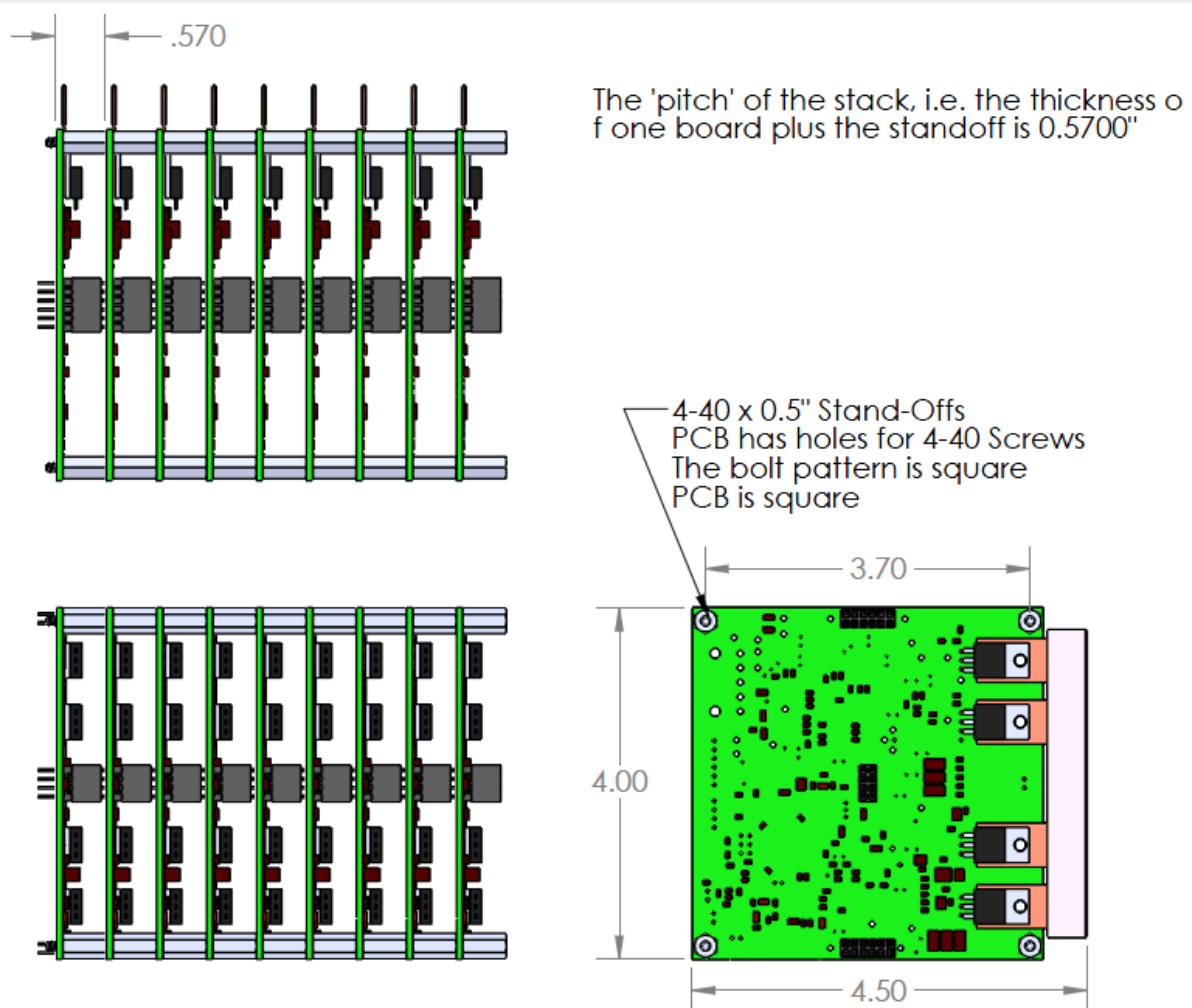 .570
The 'pitch' of the stack, i.e. the thickness o
f one board plus the standoff is 0.5700"
4-40 x 0.5" Stand-Offs
PCB has holes for 4-40 Screws
The bolt pattern is square
PCB is square
3.70
4.00
4.50